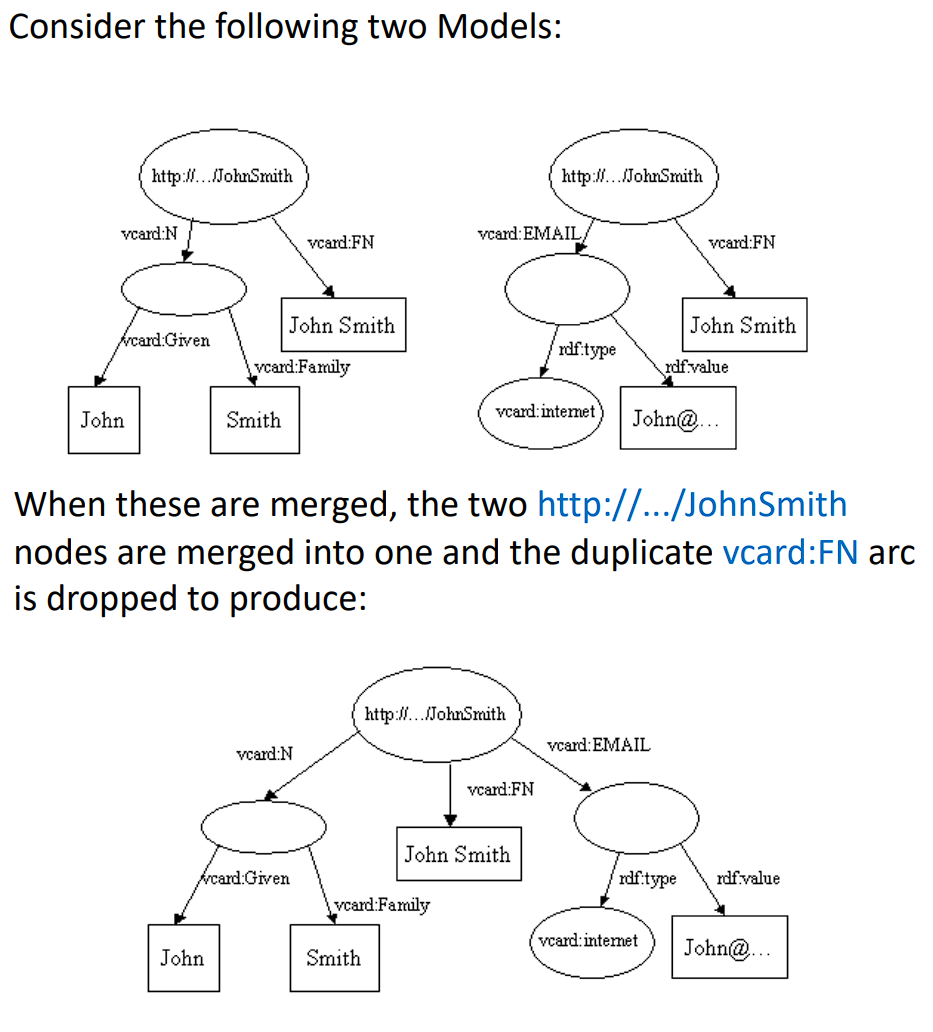 Consider the following two Models:
http://.../JohnSmith
http://.../JohnSmith
vcard:N
vcard:FN
vcard:EMAIL
vcard:FN
John Smith
John Smith
vcard:Given
vcard:Family
rdf:type
rdf:value
John
Smith
vcard:internet
John@...
When these are merged, the two http://.../JohnSmith
nodes are merged into one and the duplicate vcard:FN arc
is dropped to produce:
http://.../JohnSmith
vcard:N
vcard:EMAIL
vcard:FN
John Smith
vcard:Given
vcard:Family
rdf:type
rdf:value
John
Smith
vcard:internet
John@...